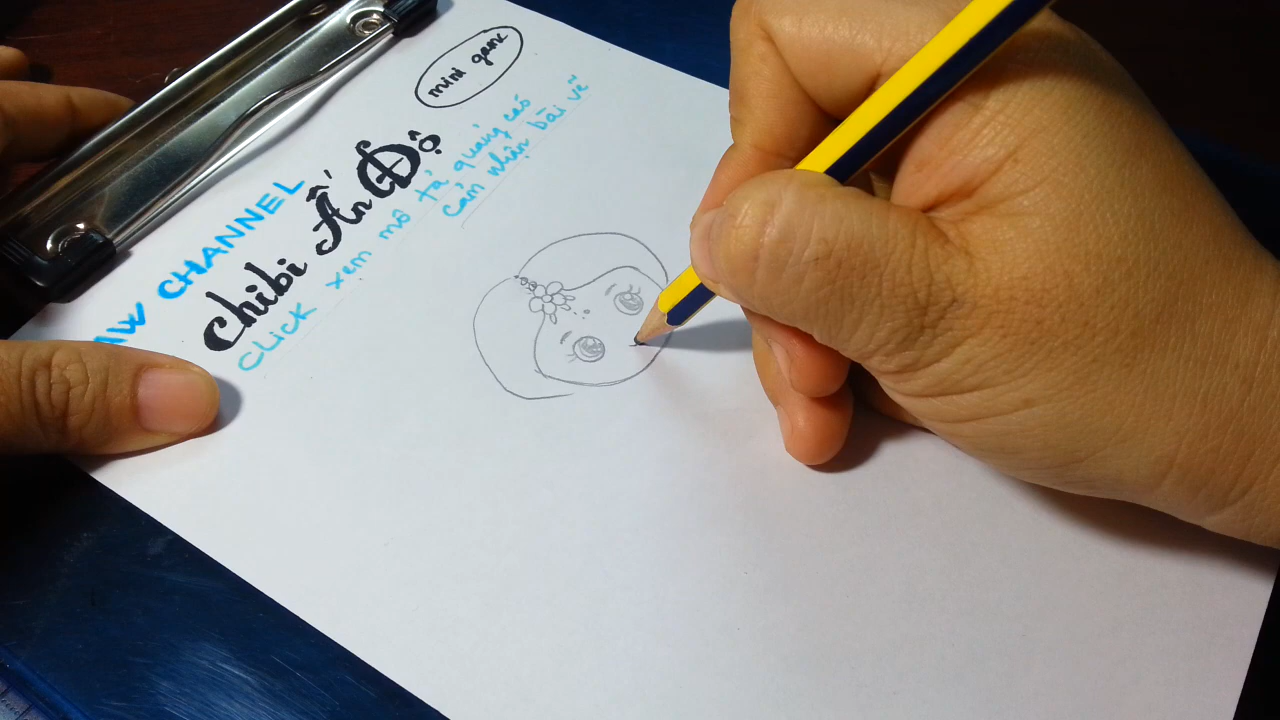 mini game
AW CHANNEL
Chibi Ấn Độ
CLICK xem mô tả quảng cáo
cảm nhận bài vẽ